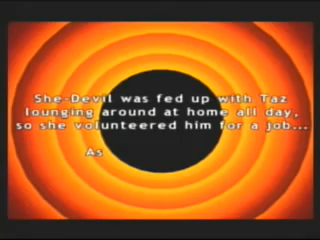 She-Devil was fed up with Taz
lounging around at home all day,
so she volunteered him for a job...
As